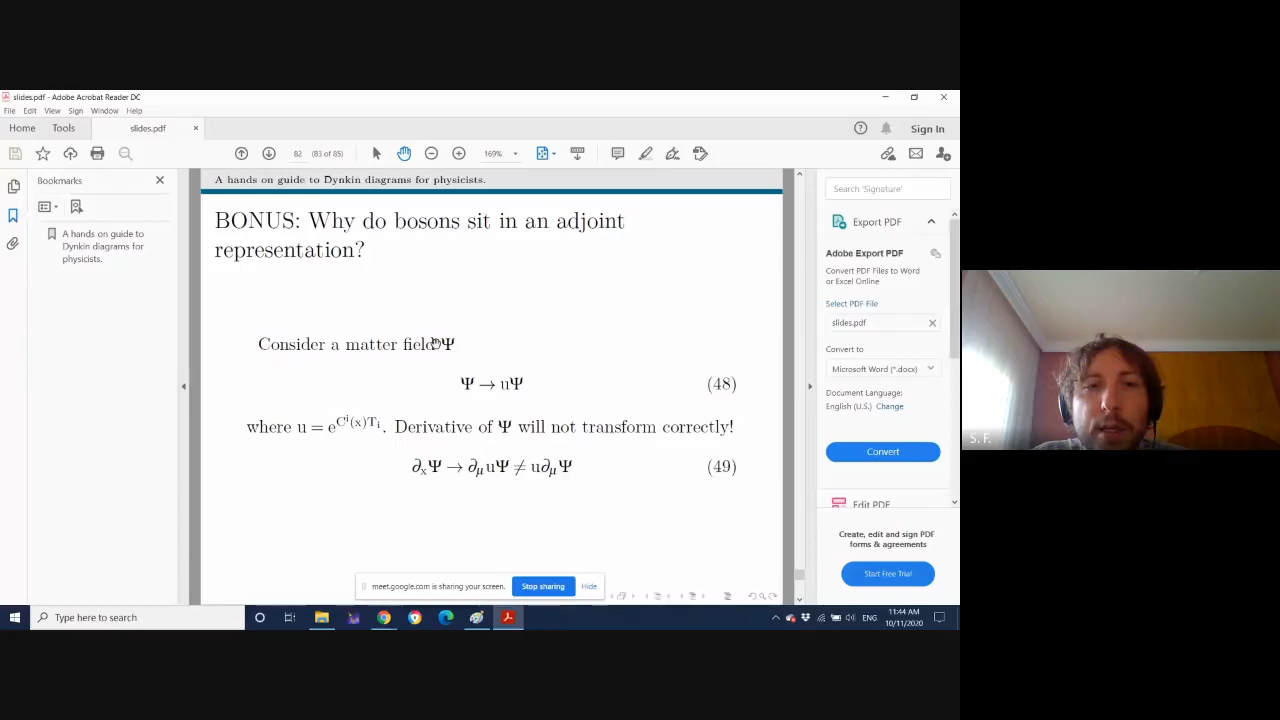 slides.pdf - Adobe Acrobat Reader DC
File Edit View Sign Window Help
Home Tools slides.pdf × Sign In
82 (83 of 85) 169%
Bookmarks
A hands on guide to
Dynkin diagrams for
physicists.
A hands on guide to Dynkin diagrams for physicists.
BONUS: Why do bosons sit in an adjoint
representation?
Consider a matter field Ψ
Ψ → uΨ (48)
where u = e^{C^i(x)T_i}. Derivative of Ψ will not transform correctly!
∂ₓΨ → ∂_μ uΨ ≠ u∂_μ Ψ (49)
meet.google.com is sharing your screen. Stop sharing Hide
Search 'Signature'
Export PDF
Adobe Export PDF
Convert PDF Files to Word
or Excel Online
Select PDF File
slides.pdf
Convert to
Microsoft Word (*.docx)
Document Language:
English (U.S.) Change
Convert
Edit PDF
Create, edit and sign PDF
forms & agreements
Start Free Trial
S. F.
Type here to search
ENG
11:44 AM
10/11/2020